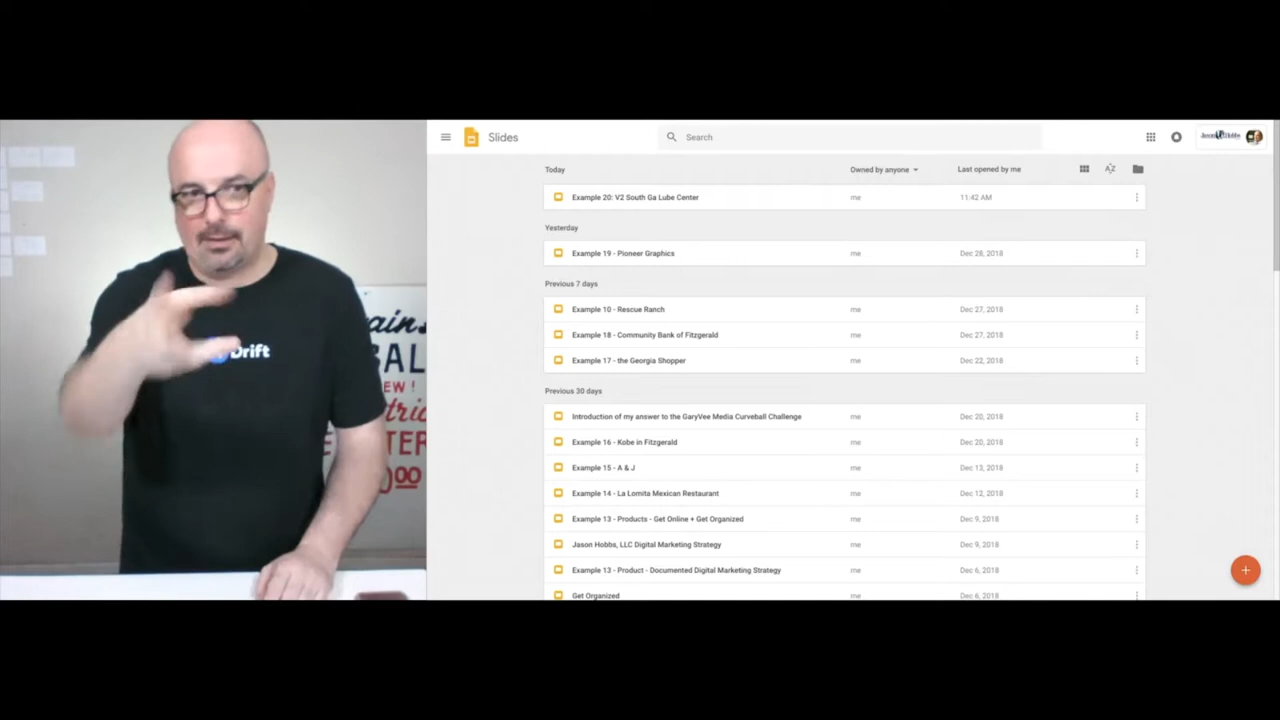 Slides
Search
Jason Hobbs
Today
Owned by anyone
Last opened by me
AZ
Example 20: V2 South Ga Lube Center
me
11:42 AM
Yesterday
Example 19 - Pioneer Graphics
me
Dec 28, 2018
Previous 7 days
Example 10 - Rescue Ranch
me
Dec 27, 2018
Example 18 - Community Bank of Fitzgerald
me
Dec 27, 2018
Example 17 - the Georgia Shopper
me
Dec 22, 2018
Previous 30 days
Introduction of my answer to the GaryVee Media Curveball Challenge
me
Dec 20, 2018
Example 16 - Kobe in Fitzgerald
me
Dec 20, 2018
Example 15 - A & J
me
Dec 13, 2018
Example 14 - La Lomita Mexican Restaurant
me
Dec 12, 2018
Example 13 - Products - Get Online + Get Organized
me
Dec 9, 2018
Jason Hobbs, LLC Digital Marketing Strategy
me
Dec 9, 2018
Example 13 - Product - Documented Digital Marketing Strategy
me
Dec 6, 2018
Get Organized
me
Dec 6, 2018
Drift